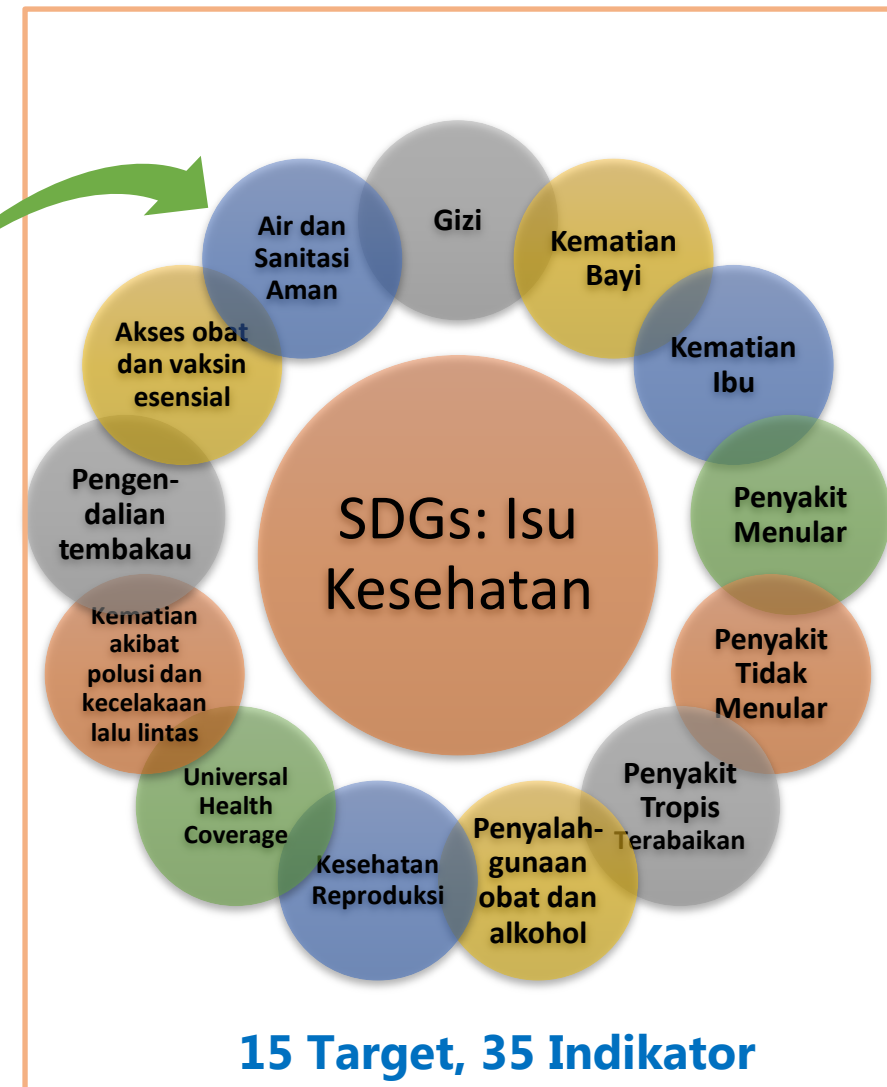 Gizi
Kematian
Bayi
Kematian
Ibu
Penyakit
Menular
Penyakit
Tidak
Menular
Penyakit
Tropis
Terabaikan
Penyalah-
gunaan
obat dan
alkohol
Kesehatan
Reproduksi
Universal
Health
Coverage
Kematian
akibat
polusi dan
kecelakaan
lalu lintas
Pengen-
dalian
tembakau
Akses obat
dan vaksin
esensial
Air dan
Sanitasi
Aman
SDGs: Isu
Kesehatan
15 Target, 35 Indikator